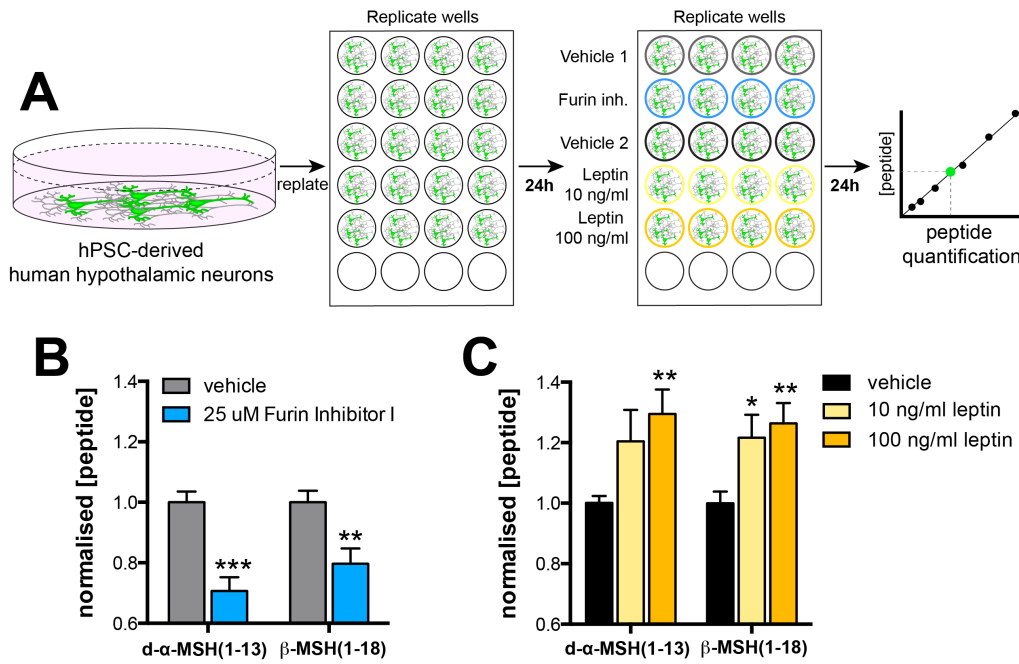 A
hPSC-derived
human hypothalamic neurons
replate
Replicate wells
24h
Replicate wells
Vehicle 1
Furin inh.
Vehicle 2
Leptin
10 ng/ml
Leptin
100 ng/ml
24h
[peptide]
peptide
quantification
B
normalised [peptide]
1.4
1.2
1.0
0.8
0.6
vehicle
25 uM Furin Inhibitor I
***
**
d-α-MSH(1-13)
β-MSH(1-18)
C
normalised [peptide]
1.4
1.2
1.0
0.8
0.6
**
*
**
vehicle
10 ng/ml leptin
100 ng/ml leptin
d-α-MSH(1-13)
β-MSH(1-18)